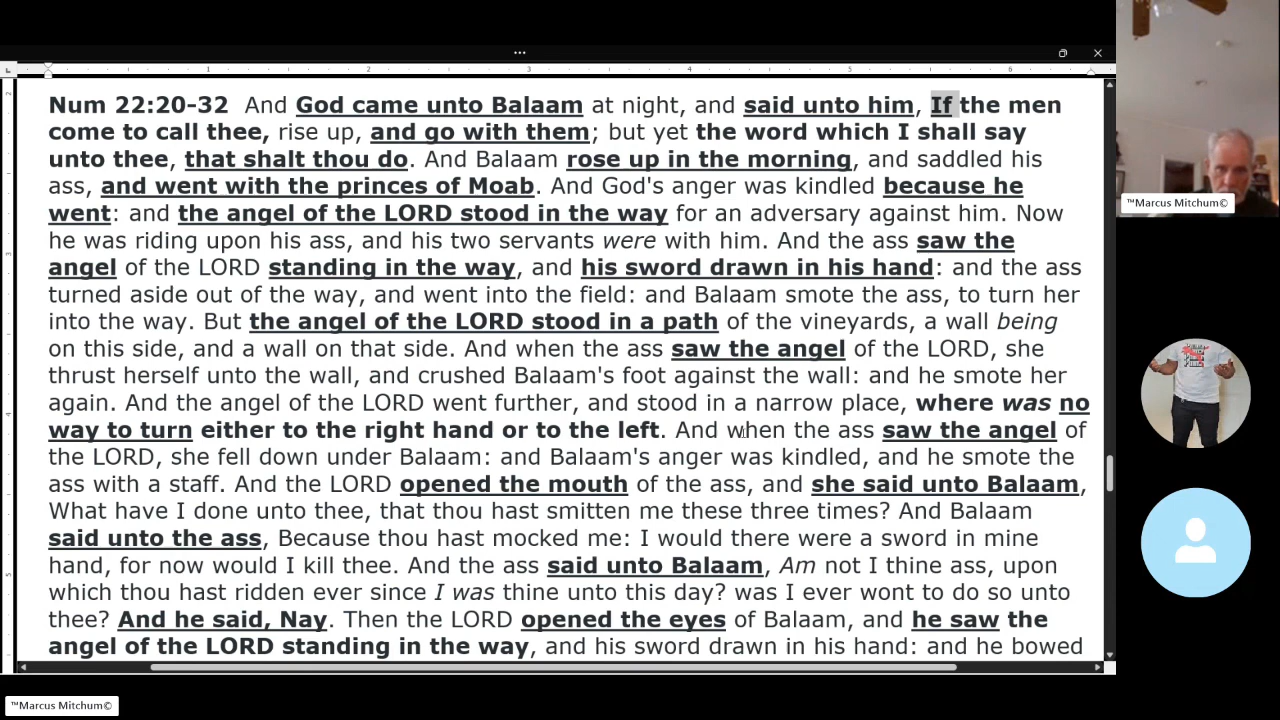 Num 22:20-32 And God came unto Balaam at night, and said unto him, If the men
come to call thee, rise up, and go with them; but yet the word which I shall say
unto thee, that shalt thou do. And Balaam rose up in the morning, and saddled his
ass, and went with the princes of Moab. And God's anger was kindled because he
went: and the angel of the LORD stood in the way for an adversary against him. Now
he was riding upon his ass, and his two servants were with him. And the ass saw the
angel of the LORD standing in the way, and his sword drawn in his hand: and the ass
turned aside out of the way, and went into the field: and Balaam smote the ass, to turn her
into the way. But the angel of the LORD stood in a path of the vineyards, a wall being
on this side, and a wall on that side. And when the ass saw the angel of the LORD, she
thrust herself unto the wall, and crushed Balaam's foot against the wall: and he smote her
again. And the angel of the LORD went further, and stood in a narrow place, where was no
way to turn either to the right hand or to the left. And when the ass saw the angel of
the LORD, she fell down under Balaam: and Balaam's anger was kindled, and he smote the
ass with a staff. And the LORD opened the mouth of the ass, and she said unto Balaam,
What have I done unto thee, that thou hast smitten me these three times? And Balaam
said unto the ass, Because thou hast mocked me: I would there were a sword in mine
hand, for now would I kill thee. And the ass said unto Balaam, Am not I thine ass, upon
which thou hast ridden ever since I was thine unto this day? was I ever wont to do so unto
thee? And he said, Nay. Then the LORD opened the eyes of Balaam, and he saw the
angel of the LORD standing in the way, and his sword drawn in his hand: and he bowed
™Marcus Mitchum©
™Marcus Mitchum©